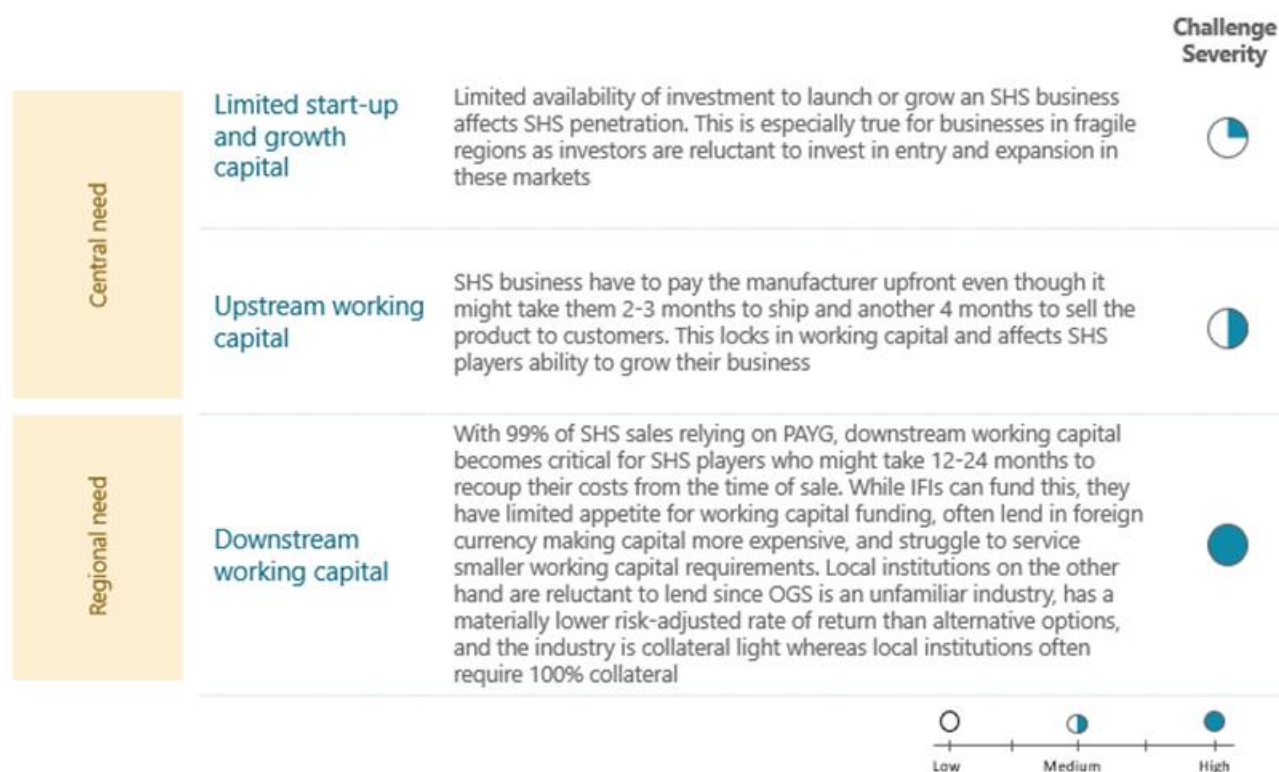 Challenge
Severity
Central need
Limited start-up
and growth
capital
Limited availability of investment to launch or grow an SHS business
affects SHS penetration. This is especially true for businesses in fragile
regions as investors are reluctant to invest in entry and expansion in
these markets
Upstream working
capital
SHS business have to pay the manufacturer upfront even though it
might take them 2-3 months to ship and another 4 months to sell the
product to customers. This locks in working capital and affects SHS
players ability to grow their business
Regional need
Downstream
working capital
With 99% of SHS sales relying on PAYG, downstream working capital
becomes critical for SHS players who might take 12-24 months to
recoup their costs from the time of sale. While IFIs can fund this, they
have limited appetite for working capital funding, often lend in foreign
currency making capital more expensive, and struggle to service
smaller working capital requirements. Local institutions on the other
hand are reluctant to lend since OGS is an unfamiliar industry, has a
materially lower risk-adjusted rate of return than alternative options,
and the industry is collateral light whereas local institutions often
require 100% collateral
Low
Medium
High